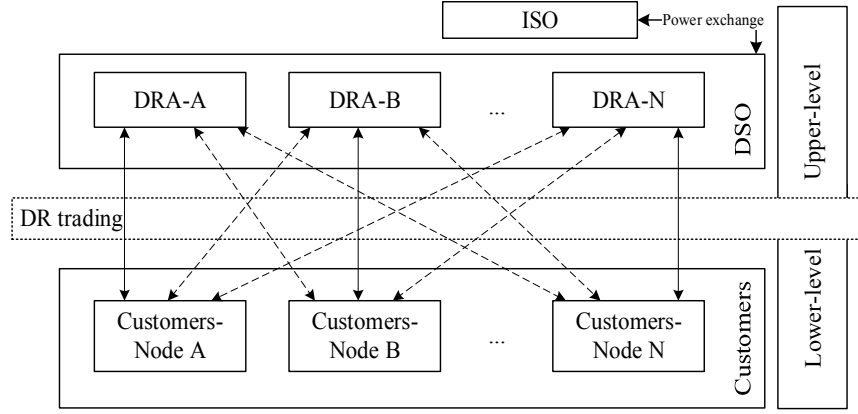 ISO
Power exchange
DRA-A
DRA-B
...
DRA-N
DSO
Upper-level
DR trading
Customers-
Node A
Customers-
Node B
...
Customers-
Node N
Customers
Lower-level